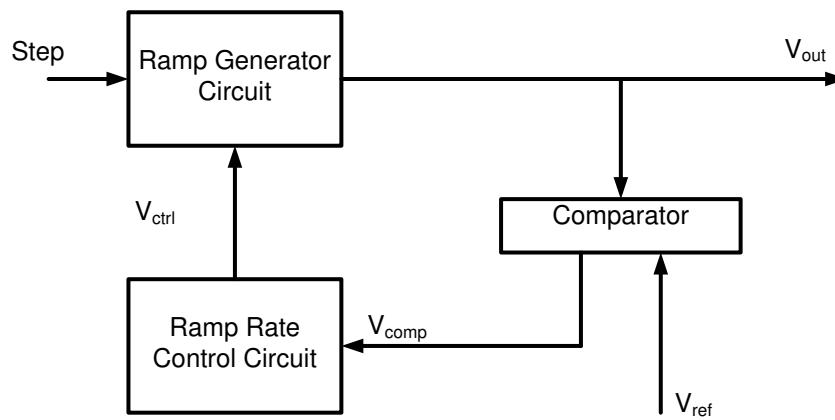 Step
Ramp Generator
Circuit
Vout
Vctrl
Comparator
Ramp Rate
Control Circuit
Vcomp
Vref